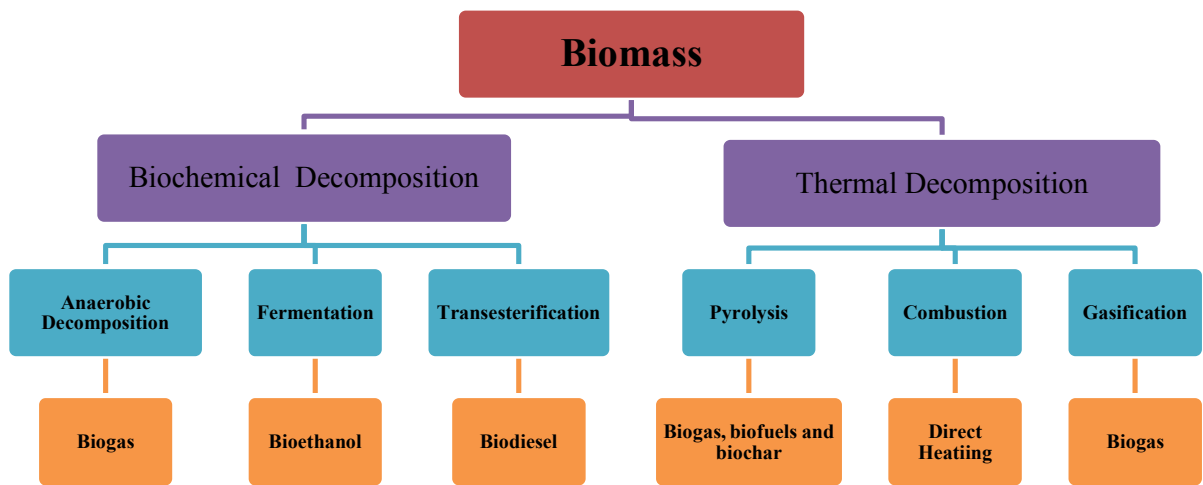 Biomass
Biochemical  Decomposition
Thermal Decomposition
Anaerobic
Decomposition
Fermentation
Transesterification
Pyrolysis
Combustion
Gasification
Biogas
Bioethanol
Biodiesel
Biogas, biofuels and
biochar
Direct
Heatiing
Biogas